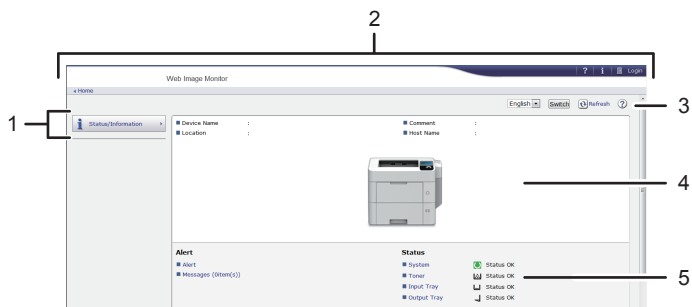 2
? | i | Login
Web Image Monitor
Home
English Switch Refresh ? 3
1 i Status/Information
Device Name : Comment :
Location : Host Name :
4
Alert Status
Alert System Status OK
Messages (0item(s)) Toner Status OK 5
Input Tray Status OK
Output Tray Status OK